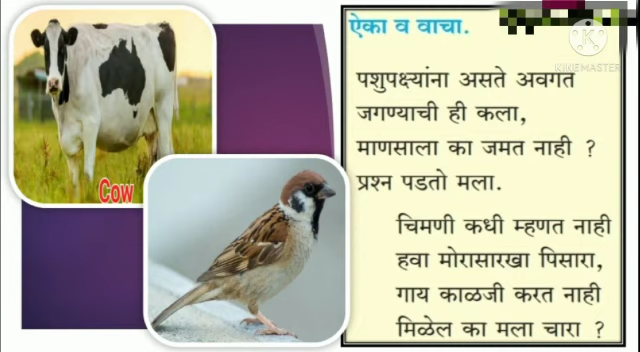 ऐका व वाचा.
पशुपक्ष्यांना असते अवगत
जगण्याची ही कला,
माणसाला का जमत नाही ?
प्रश्न पडतो मला.
चिमणी कधी म्हणत नाही
हवा मोरासारखा पिसारा,
गाय काळजी करत नाही
मिळेल का मला चारा ?
Cow
KINEMASTER